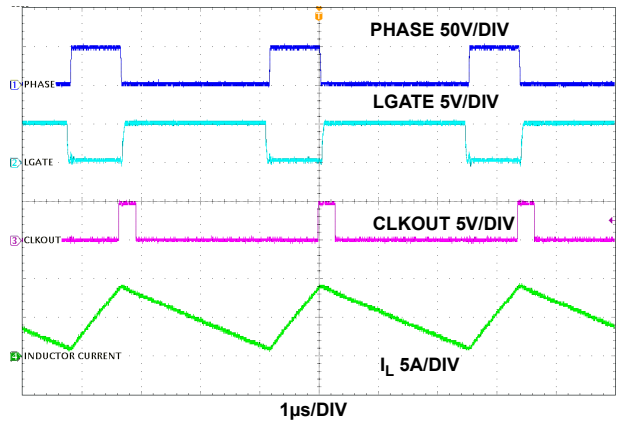 T
PHASE 50V/DIV
1 PHASE
LGATE 5V/DIV
2 LGATE
CLKOUT 5V/DIV
3 CLKOUT
4 INDUCTOR CURRENT
IL 5A/DIV
1µs/DIV